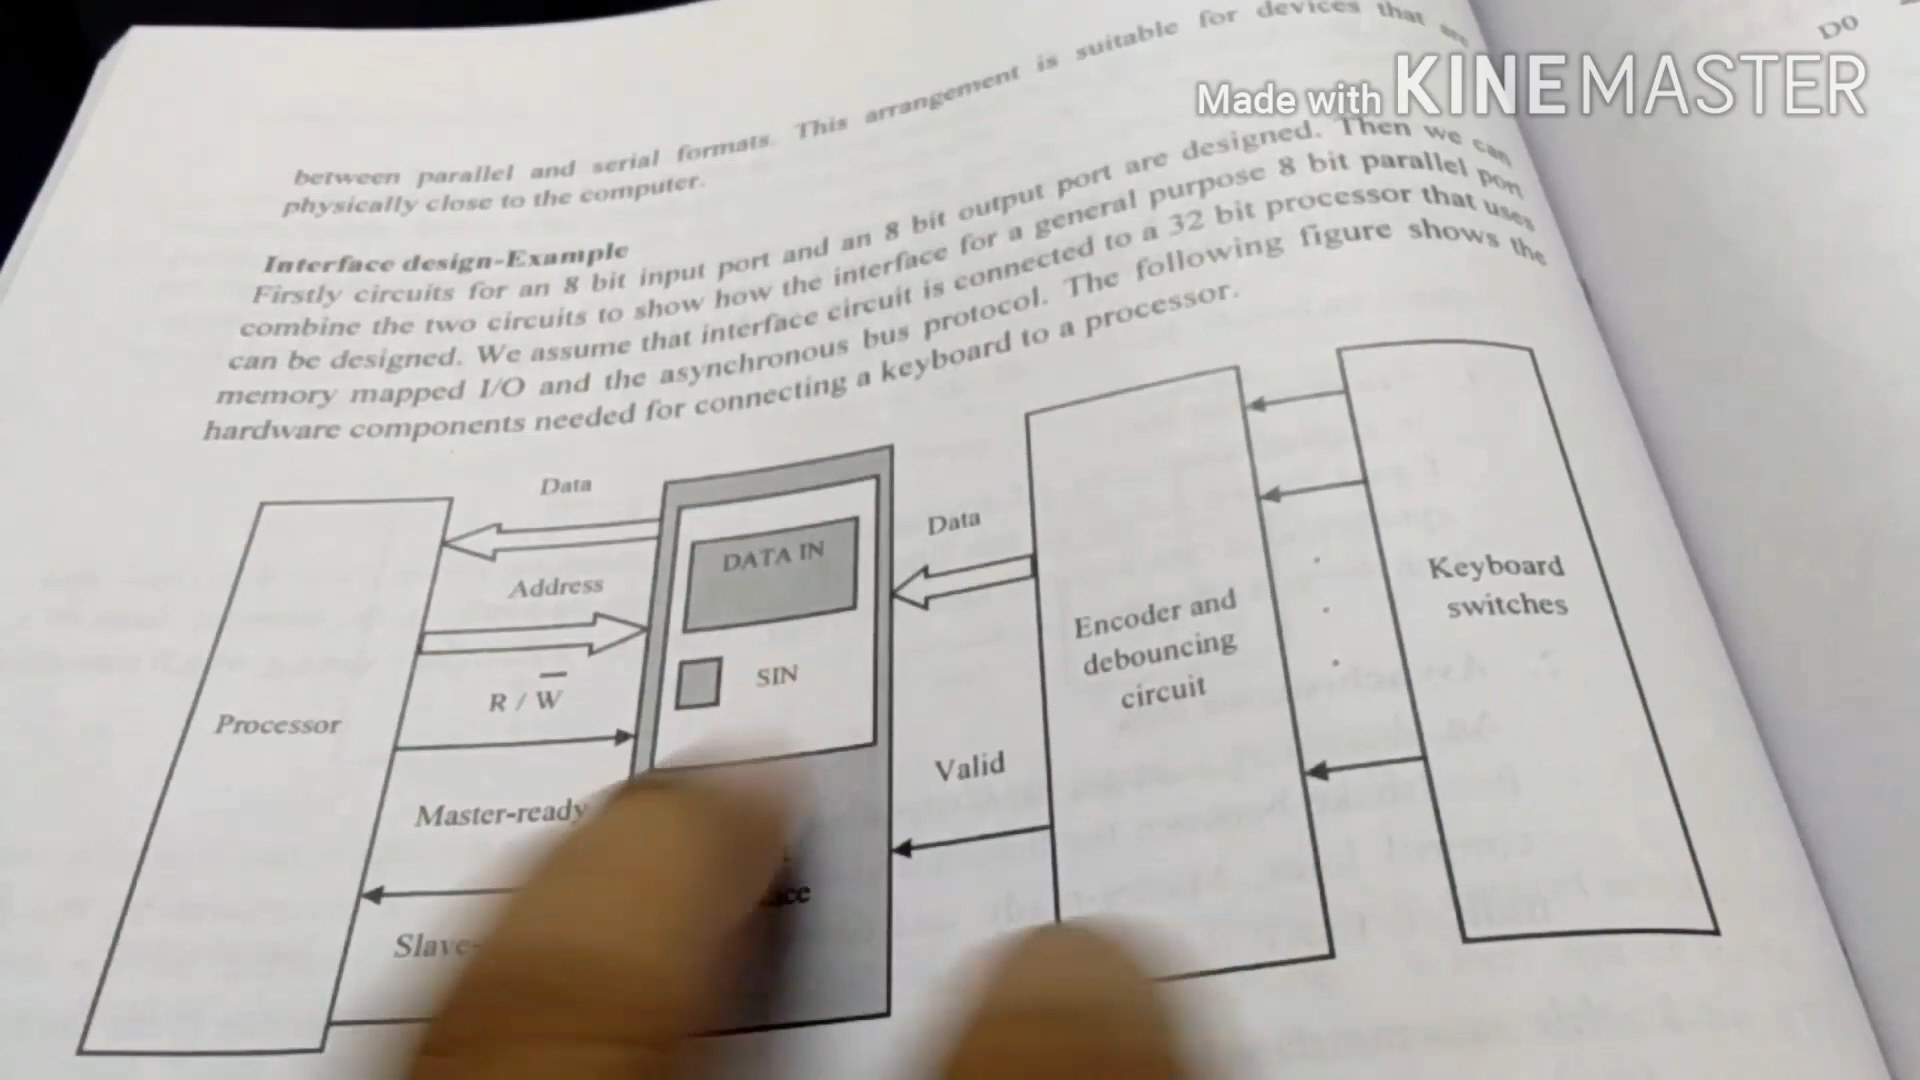 between parallel and serial formats. This arrangement is suitable for devices that are
physically close to the computer.
Made with KINEMASTER
D0
Interface design-Example
Firstly circuits for an 8 bit input port and an 8 bit output port are designed. Then we can
combine the two circuits to show how the interface for a general purpose 8 bit parallel port
can be designed. We assume that interface circuit is connected to a 32 bit processor that uses
memory mapped I/O and the asynchronous bus protocol. The following figure shows the
hardware components needed for connecting a keyboard to a processor.
Data
Data
DATA IN
Address
Keyboard
switches
Encoder and
debouncing
circuit
SIN
R / W̅
Processor
Valid
Master-ready
Slave-